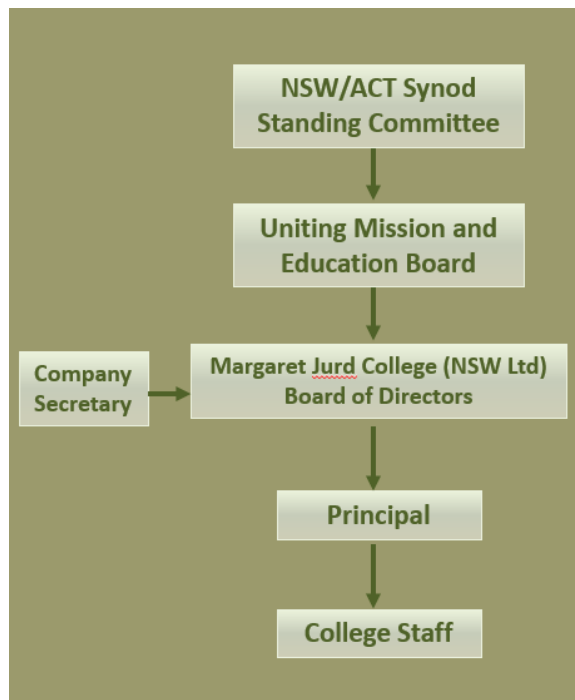 NSW/ACT Synod
Standing Committee
Uniting Mission and
Education Board
Company
Secretary
Margaret Jurd College (NSW Ltd)
Board of Directors
Principal
College Staff